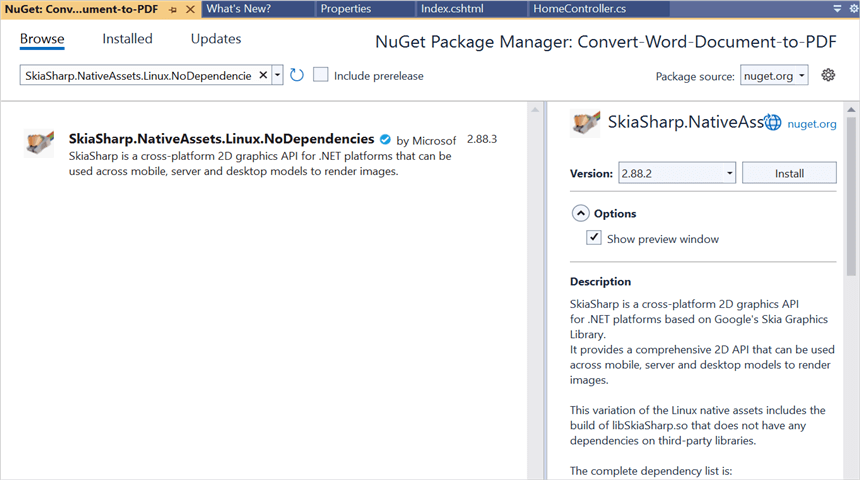 NuGet: Conv...ument-to-PDF
What's New?
Properties
Index.cshtml
HomeController.cs
Browse
Installed
Updates
NuGet Package Manager: Convert-Word-Document-to-PDF
SkiaSharp.NativeAssets.Linux.NoDependencie
Include prerelease
Package source:
nuget.org
SkiaSharp.NativeAssets.Linux.NoDependencies
by Microsof
2.88.3
SkiaSharp is a cross-platform 2D graphics API for .NET platforms that can be
used across mobile, server and desktop models to render images.
SkiaSharp.NativeAss
nuget.org
Version:
2.88.2
Install
Options
Show preview window
Description
SkiaSharp is a cross-platform 2D graphics API
for .NET platforms based on Google's Skia Graphics
Library.
It provides a comprehensive 2D API that can be used
across mobile, server and desktop models to render
images.
This variation of the Linux native assets includes the
build of libSkiaSharp.so that does not have any
dependencies on third-party libraries.
The complete dependency list is: